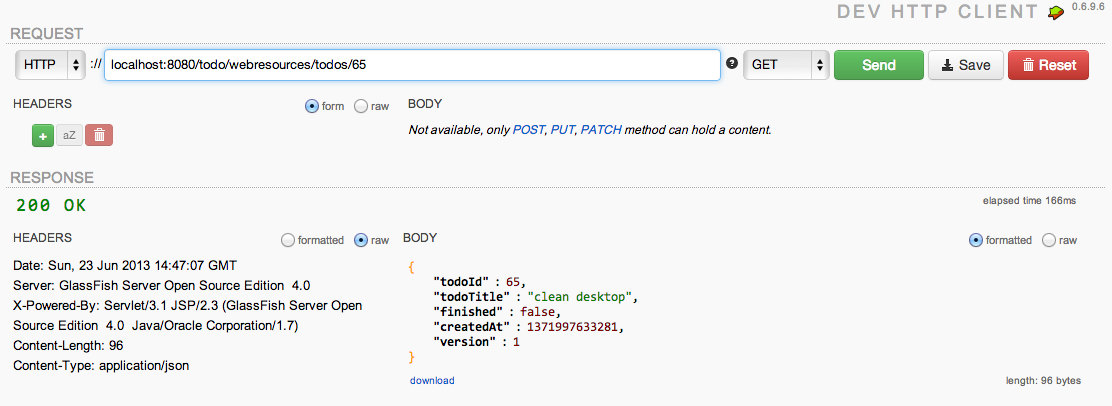 DEV HTTP CLIENT 0.6.9.6
REQUEST
HTTP :// localhost:8080/todo/webresources/todos/65 ? GET Send Save Reset
HEADERS form raw BODY
Not available, only POST, PUT, PATCH method can hold a content.
+ aZ
RESPONSE
200 OK
elapsed time 166ms
HEADERS formatted raw BODY formatted raw
Date: Sun, 23 Jun 2013 14:47:07 GMT
Server: GlassFish Server Open Source Edition 4.0
X-Powered-By: Servlet/3.1 JSP/2.3 (GlassFish Server Open
Source Edition 4.0 Java/Oracle Corporation/1.7)
Content-Length: 96
Content-Type: application/json
{
"todoId" : 65,
"todoTitle" : "clean desktop",
"finished" : false,
"createdAt" : 1371997633281,
"version" : 1
}
download
length: 96 bytes